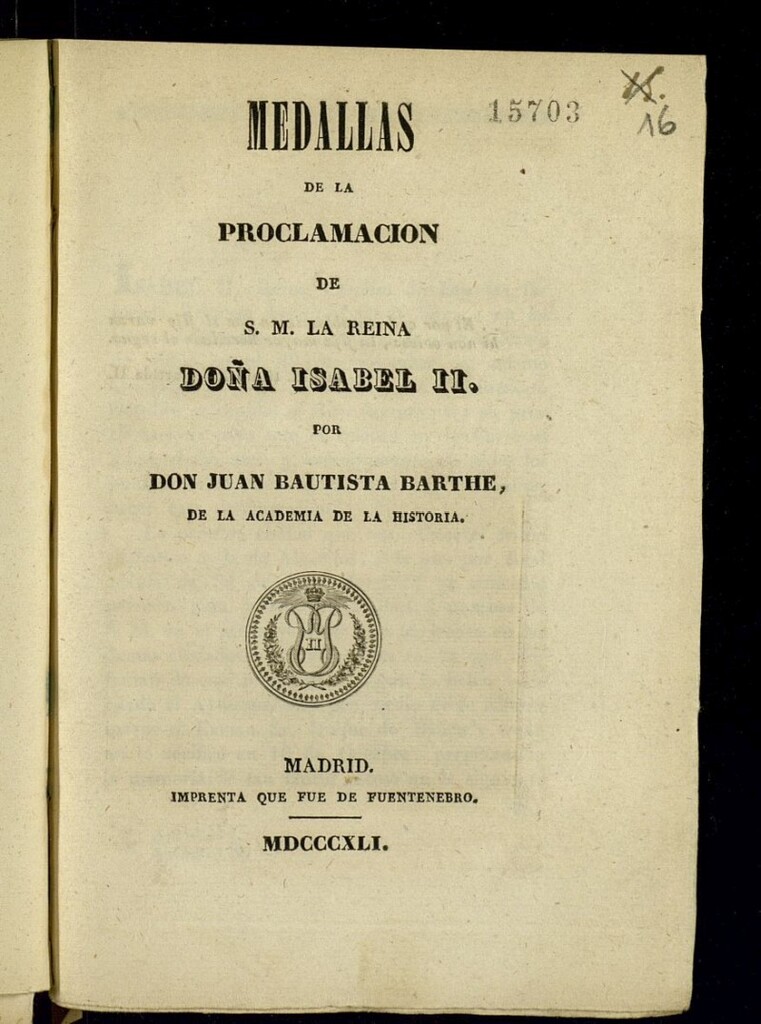 MEDALLAS
15703
16
DE LA
PROCLAMACION
DE
S. M. LA REINA
DOÑA ISABEL II.
POR
DON JUAN BAUTISTA BARTHE,
DE LA ACADEMIA DE LA HISTORIA.
II
MADRID.
IMPRENTA QUE FUE DE FUENTENEBRO.
MDCCCXLI.